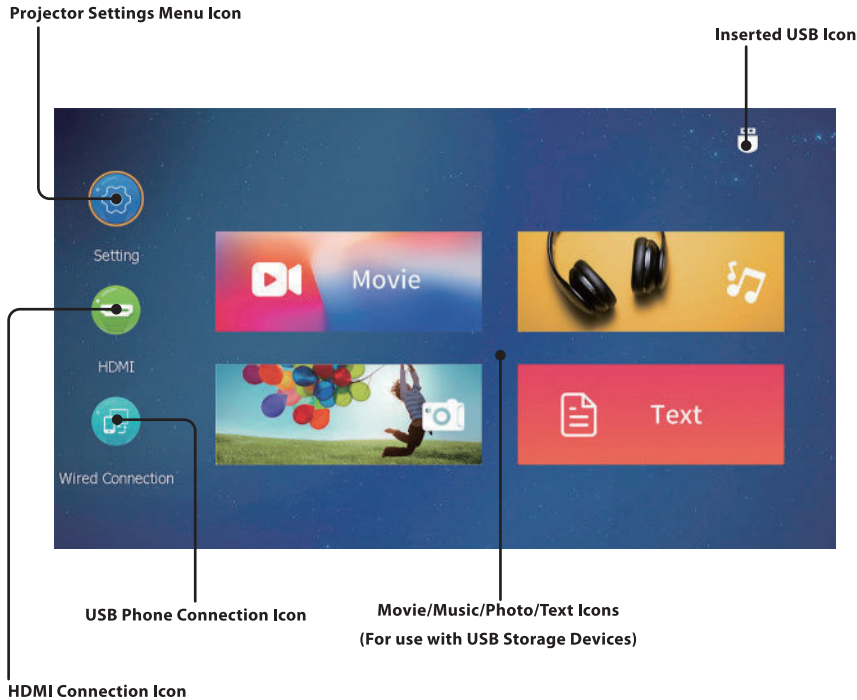 Projector Settings Menu Icon
Inserted USB Icon
Setting
Movie
HDMI
Text
Wired Connection
USB Phone Connection Icon
Movie/Music/Photo/Text Icons
(For use with USB Storage Devices)
HDMI Connection Icon